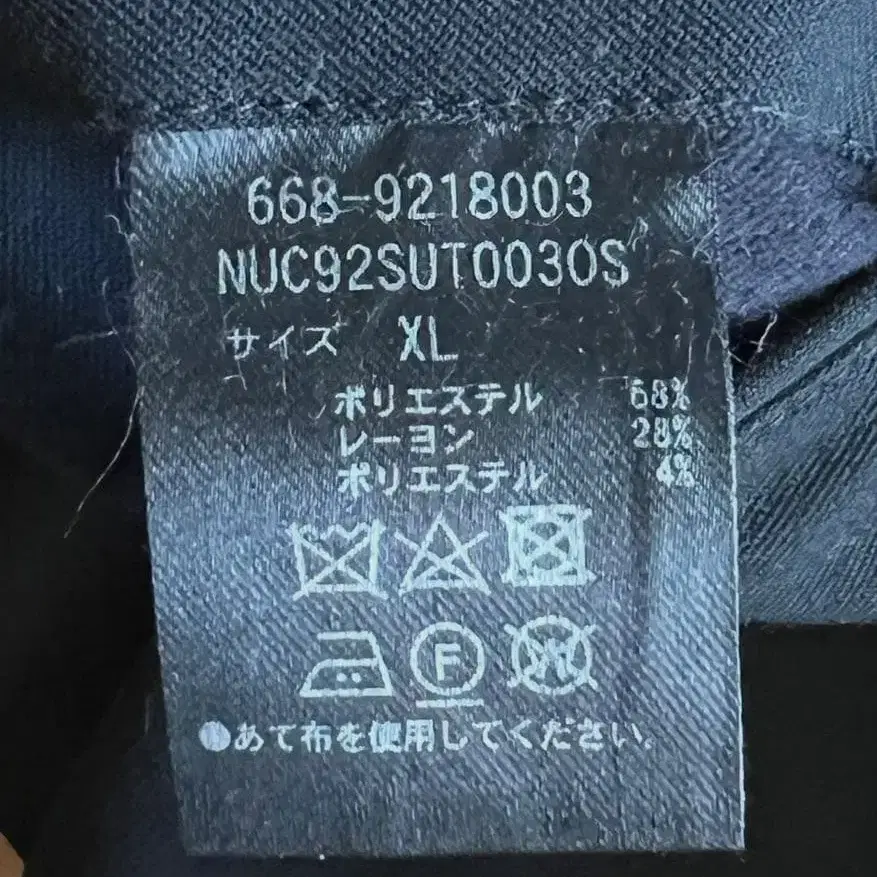 668-9218003
NUC92SUT0030S
サイズ XL
ポリエステル 68%
レーヨン 28%
ポリエステル 4%
F
●あて布を使用してください。